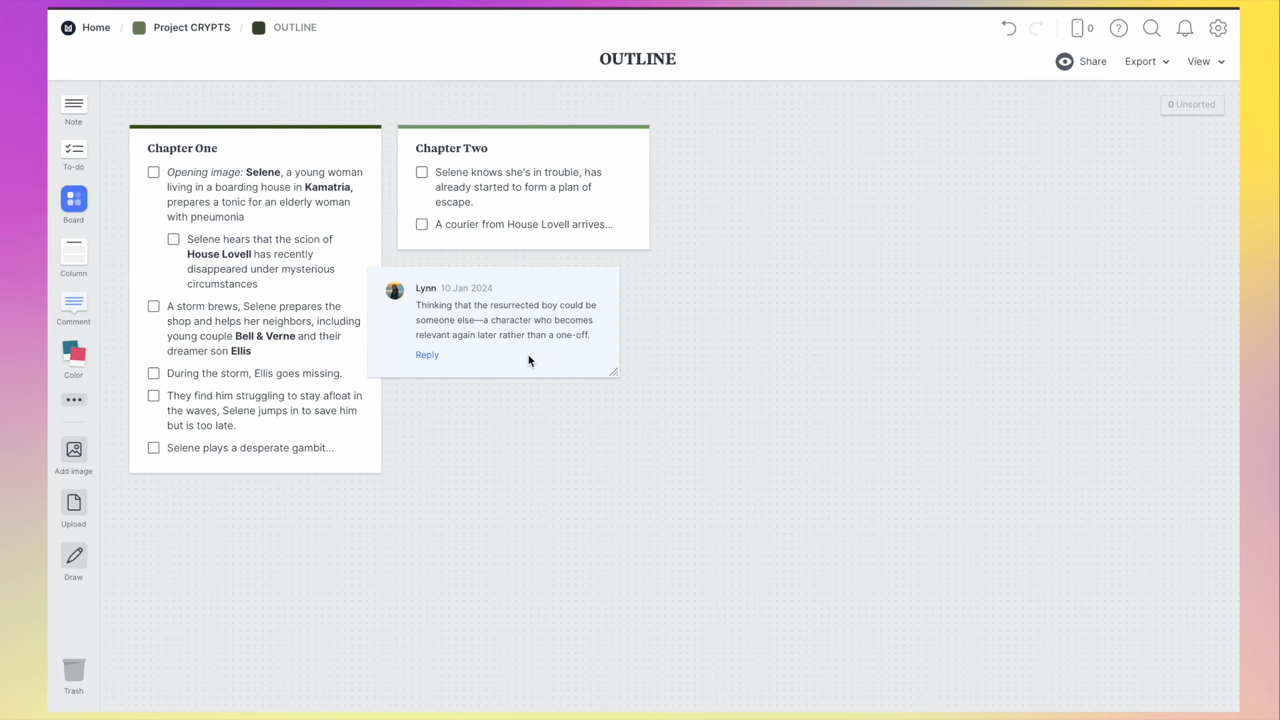 Home / Project CRYPTS / OUTLINE
0
OUTLINE
Share
Export
View
0 Unsorted
Note
To-do
Board
Column
Comment
Color
Add image
Upload
Draw
Trash
Chapter One
Opening image: Selene, a young woman
living in a boarding house in Kamatria,
prepares a tonic for an elderly woman
with pneumonia
Selene hears that the scion of
House Lovell has recently
disappeared under mysterious
circumstances
A storm brews, Selene prepares the
shop and helps her neighbors, including
young couple Bell & Verne and their
dreamer son Ellis
During the storm, Ellis goes missing.
They find him struggling to stay afloat in
the waves, Selene jumps in to save him
but is too late.
Selene plays a desperate gambit...
Chapter Two
Selene knows she's in trouble, has
already started to form a plan of
escape.
A courier from House Lovell arrives...
Lynn 10 Jan 2024
Thinking that the resurrected boy could be
someone else—a character who becomes
relevant again later rather than a one-off.
Reply